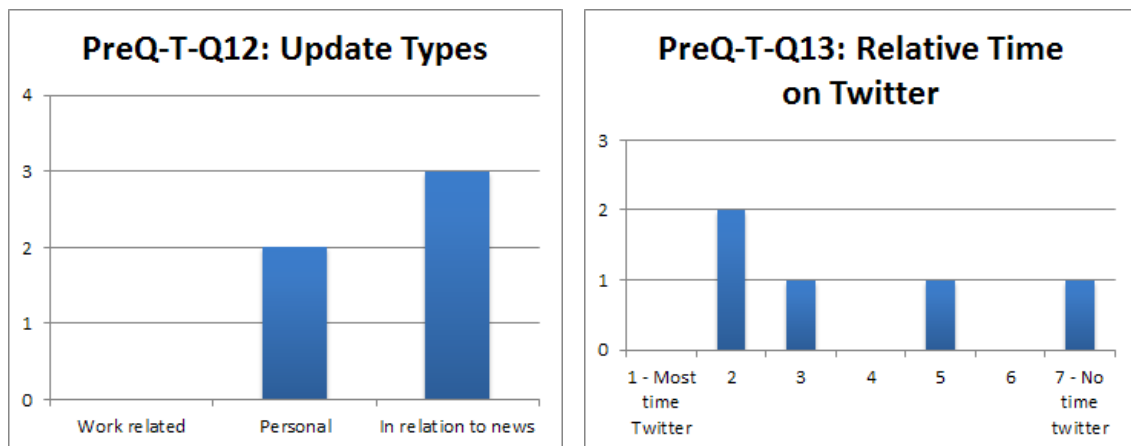 PreQ-T-Q12: Update Types
4
3
2
1
0
Work related
Personal
In relation to news
PreQ-T-Q13: Relative Time
on Twitter
3
2
1
0
1 - Most
time
Twitter
2
3
4
5
6
7 - No
time
twitter